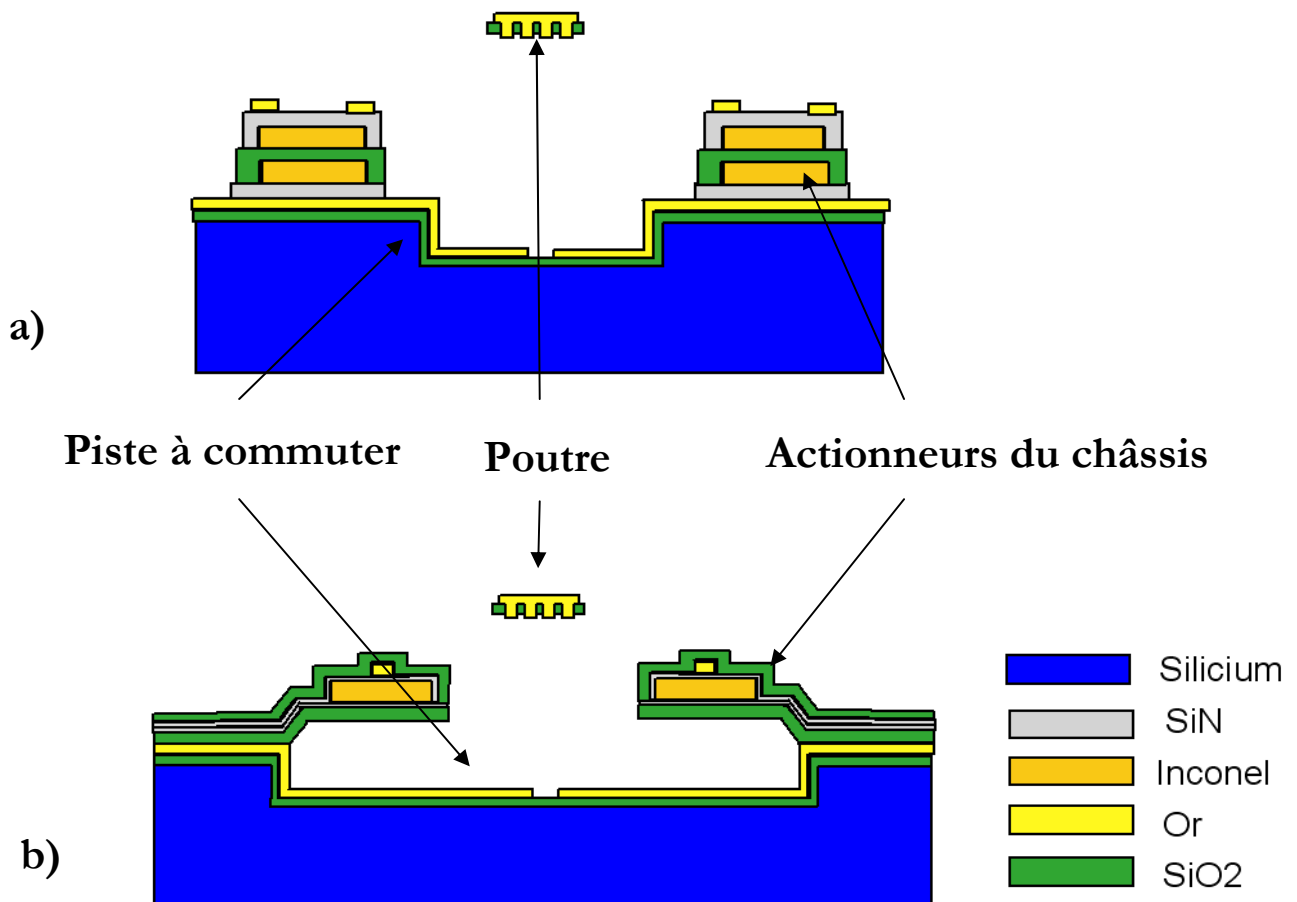 a)
Piste à commuter
Poutre
Actionneurs du châssis
b)
Silicium
SiN
Inconel
Or
SiO2